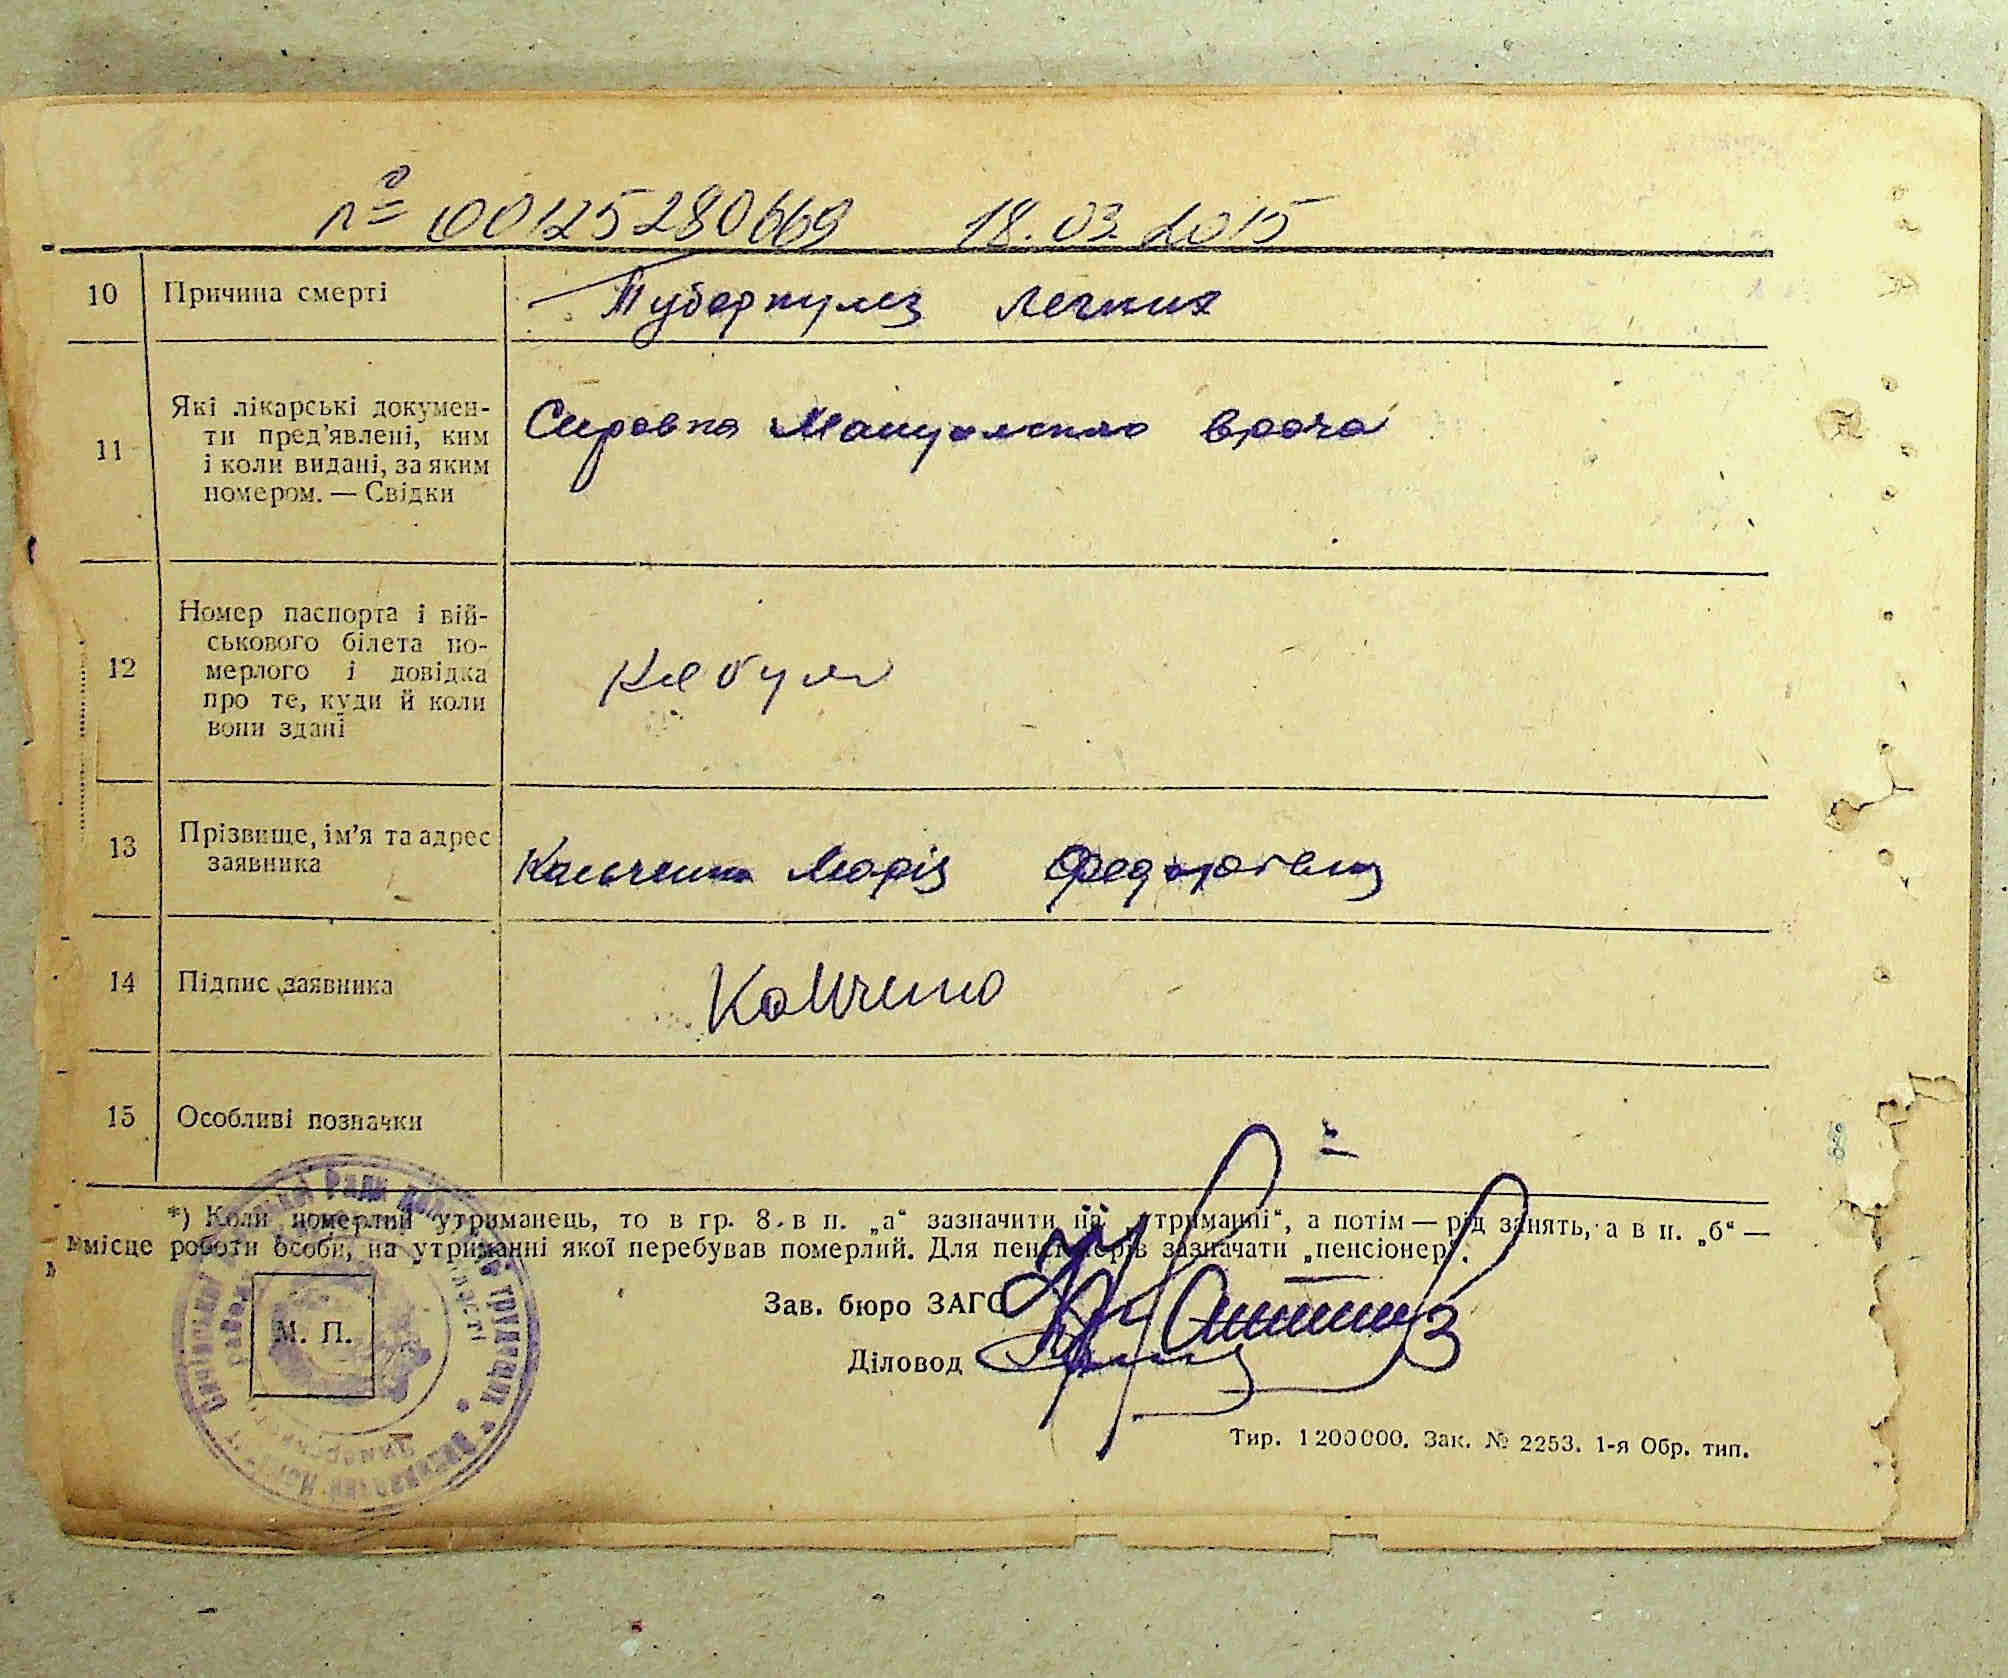 № 00125280669 18.03.2015
10 Причина смерті Туберкулез легких
11 Які лікарські докумен-
ти пред'явлені, ким
і коли видані, за яким
номером. — Свідки
Справка врача
12 Номер паспорта і вій-
ськового білета по-
мерлого і довідка
про те, куди й коли
вони здані
Не було
13 Прізвище, ім'я та адрес
заявника
Марія
14 Підпис заявника
15 Особливі позначки
*) Коли померлий утриманець, то в гр. 8. в п. „а“ зазначити на утриманні“, а потім — рід занять, а в п. „б“ —
місце роботи особи, на утриманні якої перебував померлий. Для пенсіонерів зазначати „пенсіонер“.
Зав. бюро ЗАГС
М. П.
Діловод
Тир. 1200000. Зак. № 2253. 1-я Обр. тип.